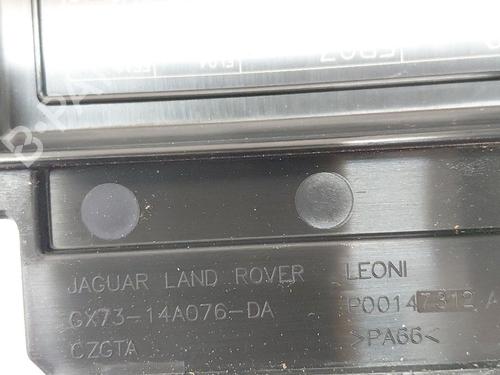 JAGUAR LAND ROVER
GX73-14A076-DA
CZGTA
LEONI
P00147312 A
>PA66<